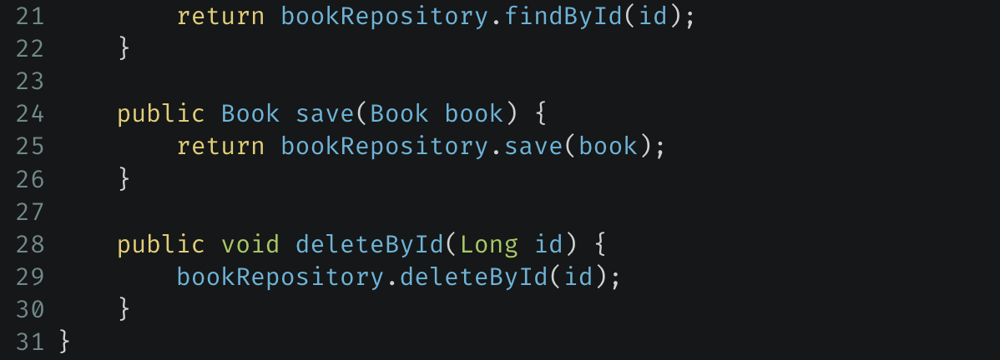 21         return bookRepository.findById(id);
22     }
23
24     public Book save(Book book) {
25         return bookRepository.save(book);
26     }
27
28     public void deleteById(Long id) {
29         bookRepository.deleteById(id);
30     }
31 }